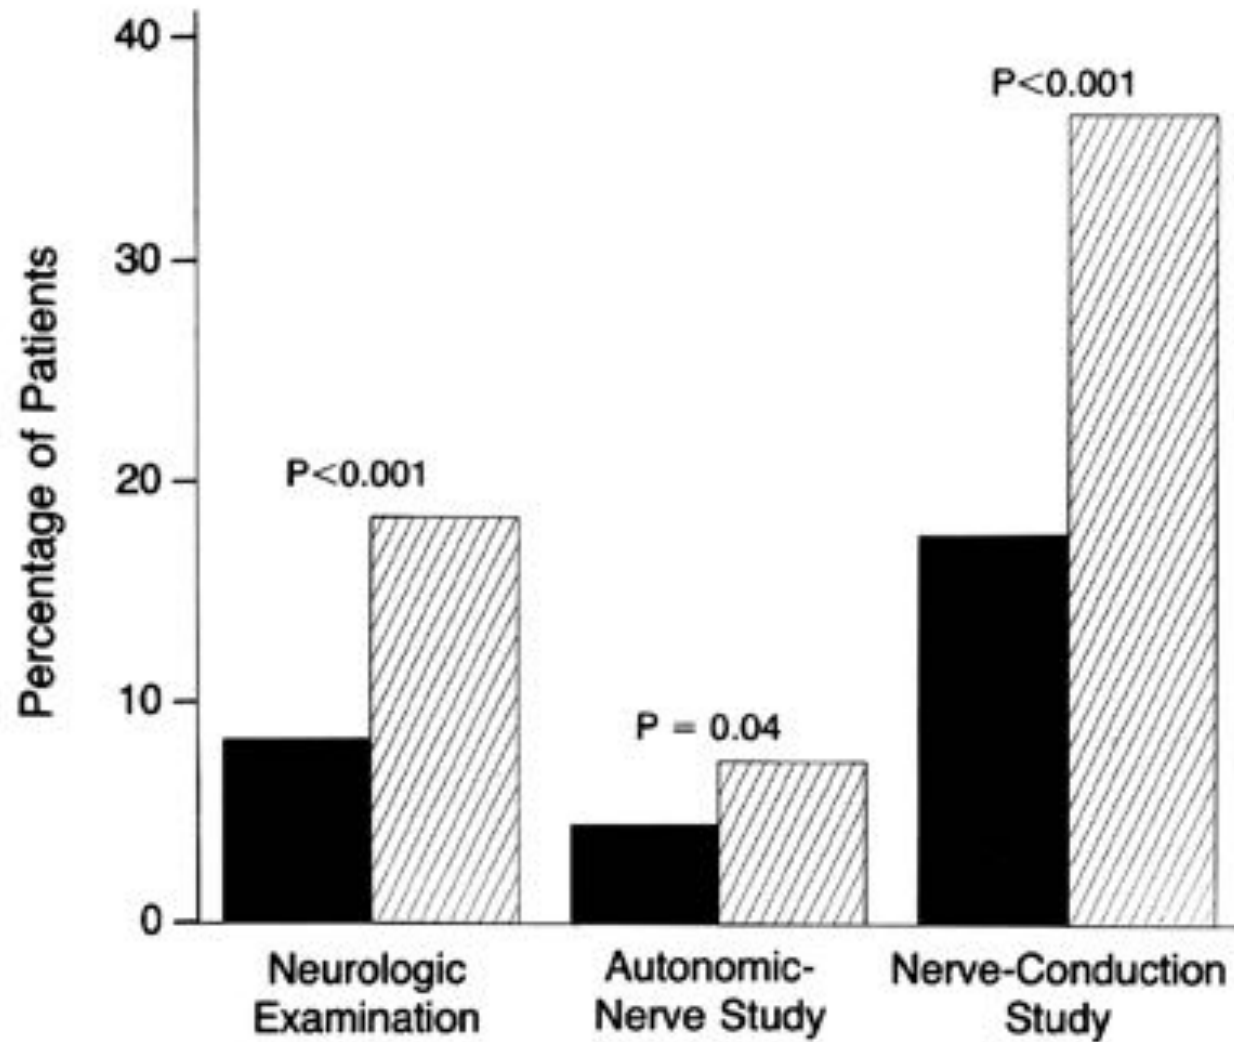 Percentage of Patients
40
30
20
10
0
P<0.001
P = 0.04
P<0.001
Neurologic
Examination
Autonomic-
Nerve Study
Nerve-Conduction
Study